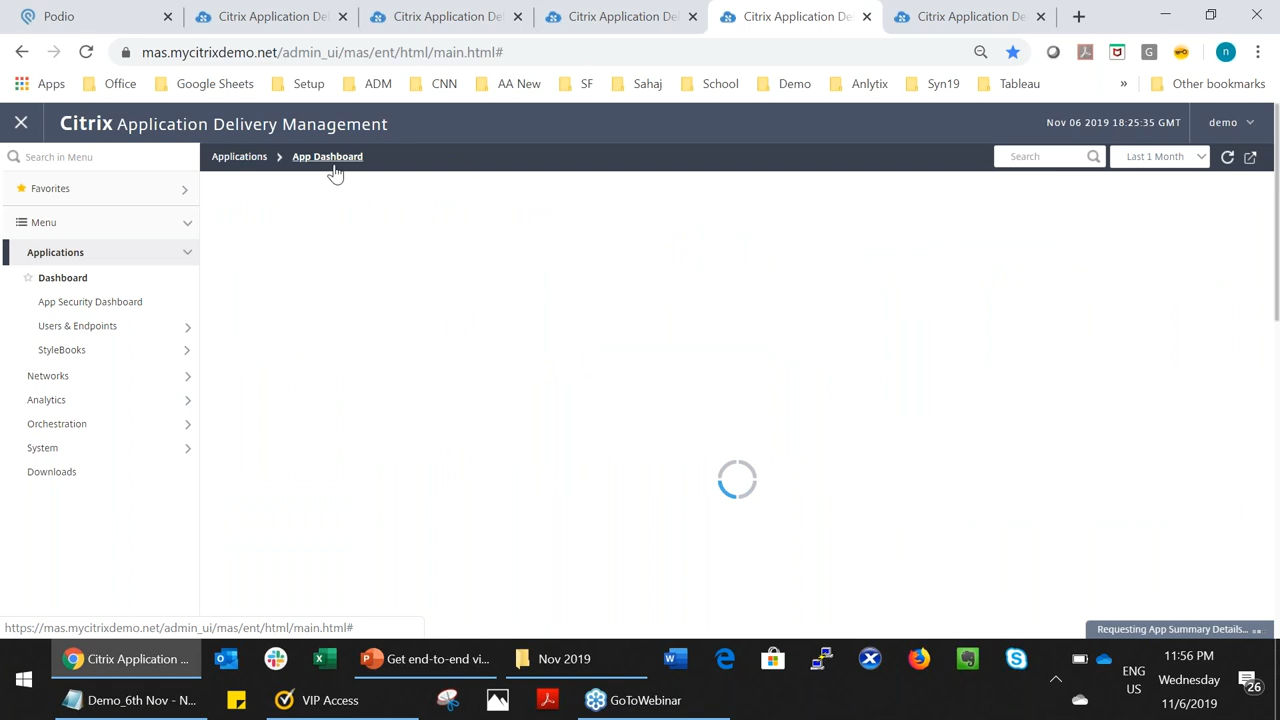 Podio
Citrix Application De
Citrix Application De
Citrix Application De
Citrix Application De
Citrix Application De
mas.mycitrixdemo.net/admin_ui/mas/ent/html/main.html#
G
n
Apps
Office
Google Sheets
Setup
ADM
CNN
AA New
SF
Sahaj
School
Demo
Anlytix
Syn19
Tableau
»
Other bookmarks
Citrix Application Delivery Management
Nov 06 2019 18:25:35 GMT
demo
Search in Menu
Applications
App Dashboard
Search
Last 1 Month
Favorites
Menu
Applications
Dashboard
App Security Dashboard
Users & Endpoints
StyleBooks
Networks
Analytics
Orchestration
System
Downloads
https://mas.mycitrixdemo.net/admin_ui/mas/ent/html/main.html#
Requesting App Summary Details...
Citrix Application ...
Get end-to-end vi...
Nov 2019
ENG
US
11:56 PM
Wednesday
11/6/2019
26
Demo_6th Nov - N...
VIP Access
GoToWebinar